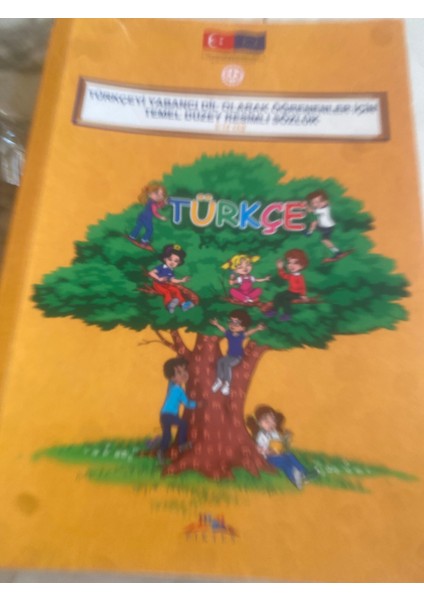 TÜRKÇEYİ YABANCI DİL OLARAK ÖĞRENENLER İÇİN
TEMEL DÜZEY RESİMLİ SÖZLÜK
TÜRKÇE